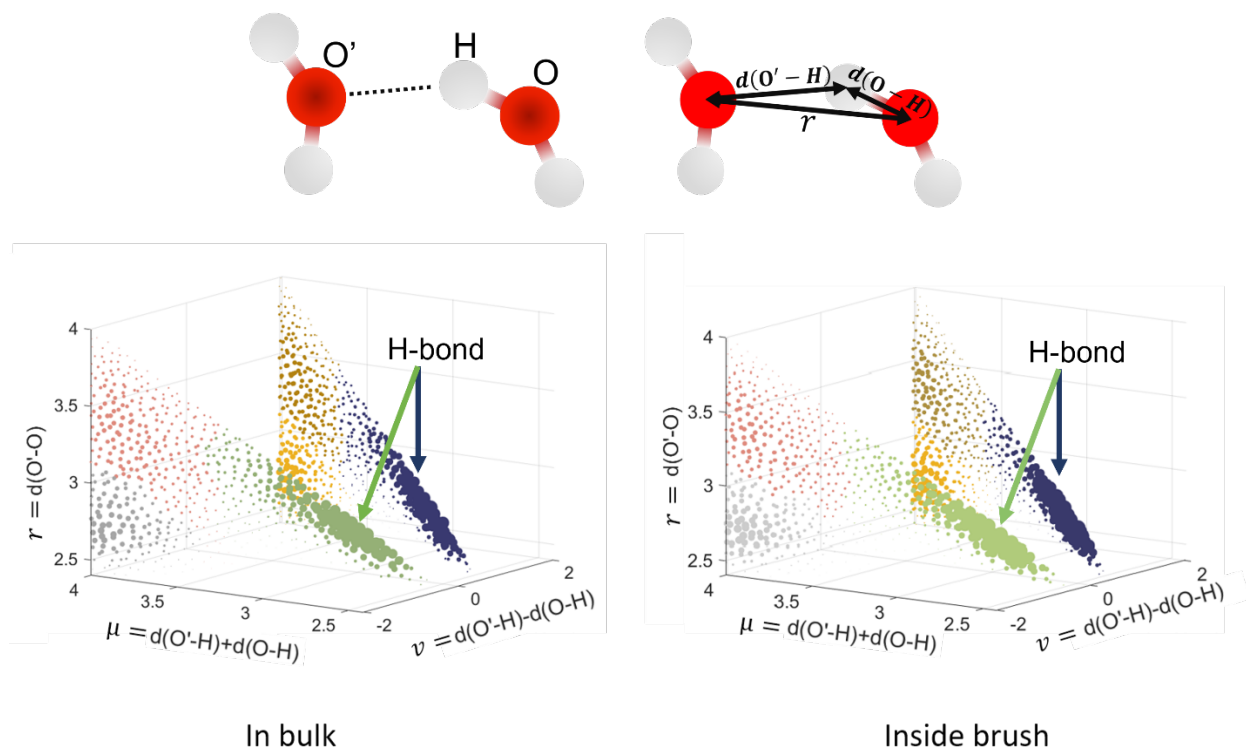 O’
H
O
d(O′ − H)
d(O − H)
r
H-bond
4
3.5
3
2.5
r = d(O'-O)
4
3.5
3
2.5
μ = d(O'-H)+d(O-H)
-2
0
2
v = d(O'-H)-d(O-H)
In bulk
H-bond
4
3.5
3
2.5
r = d(O'-O)
4
3.5
3
2.5
μ = d(O'-H)+d(O-H)
-2
0
2
v = d(O'-H)-d(O-H)
Inside brush